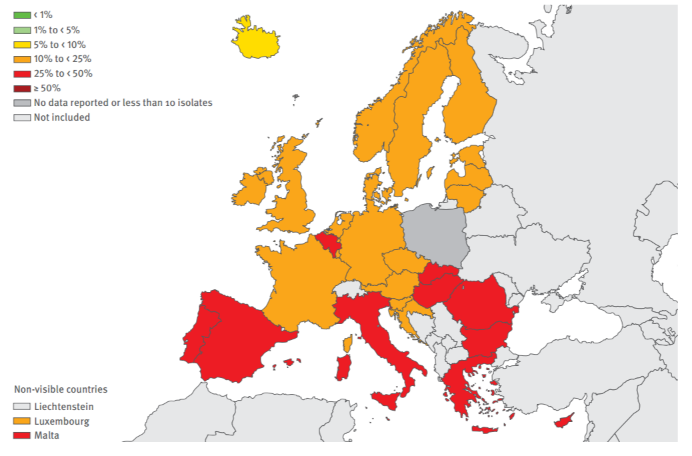 < 1%
1% to < 5%
5% to < 10%
10% to < 25%
25% to < 50%
≥ 50%
No data reported or less than 10 isolates
Not included
Non-visible countries
Liechtenstein
Luxembourg
Malta